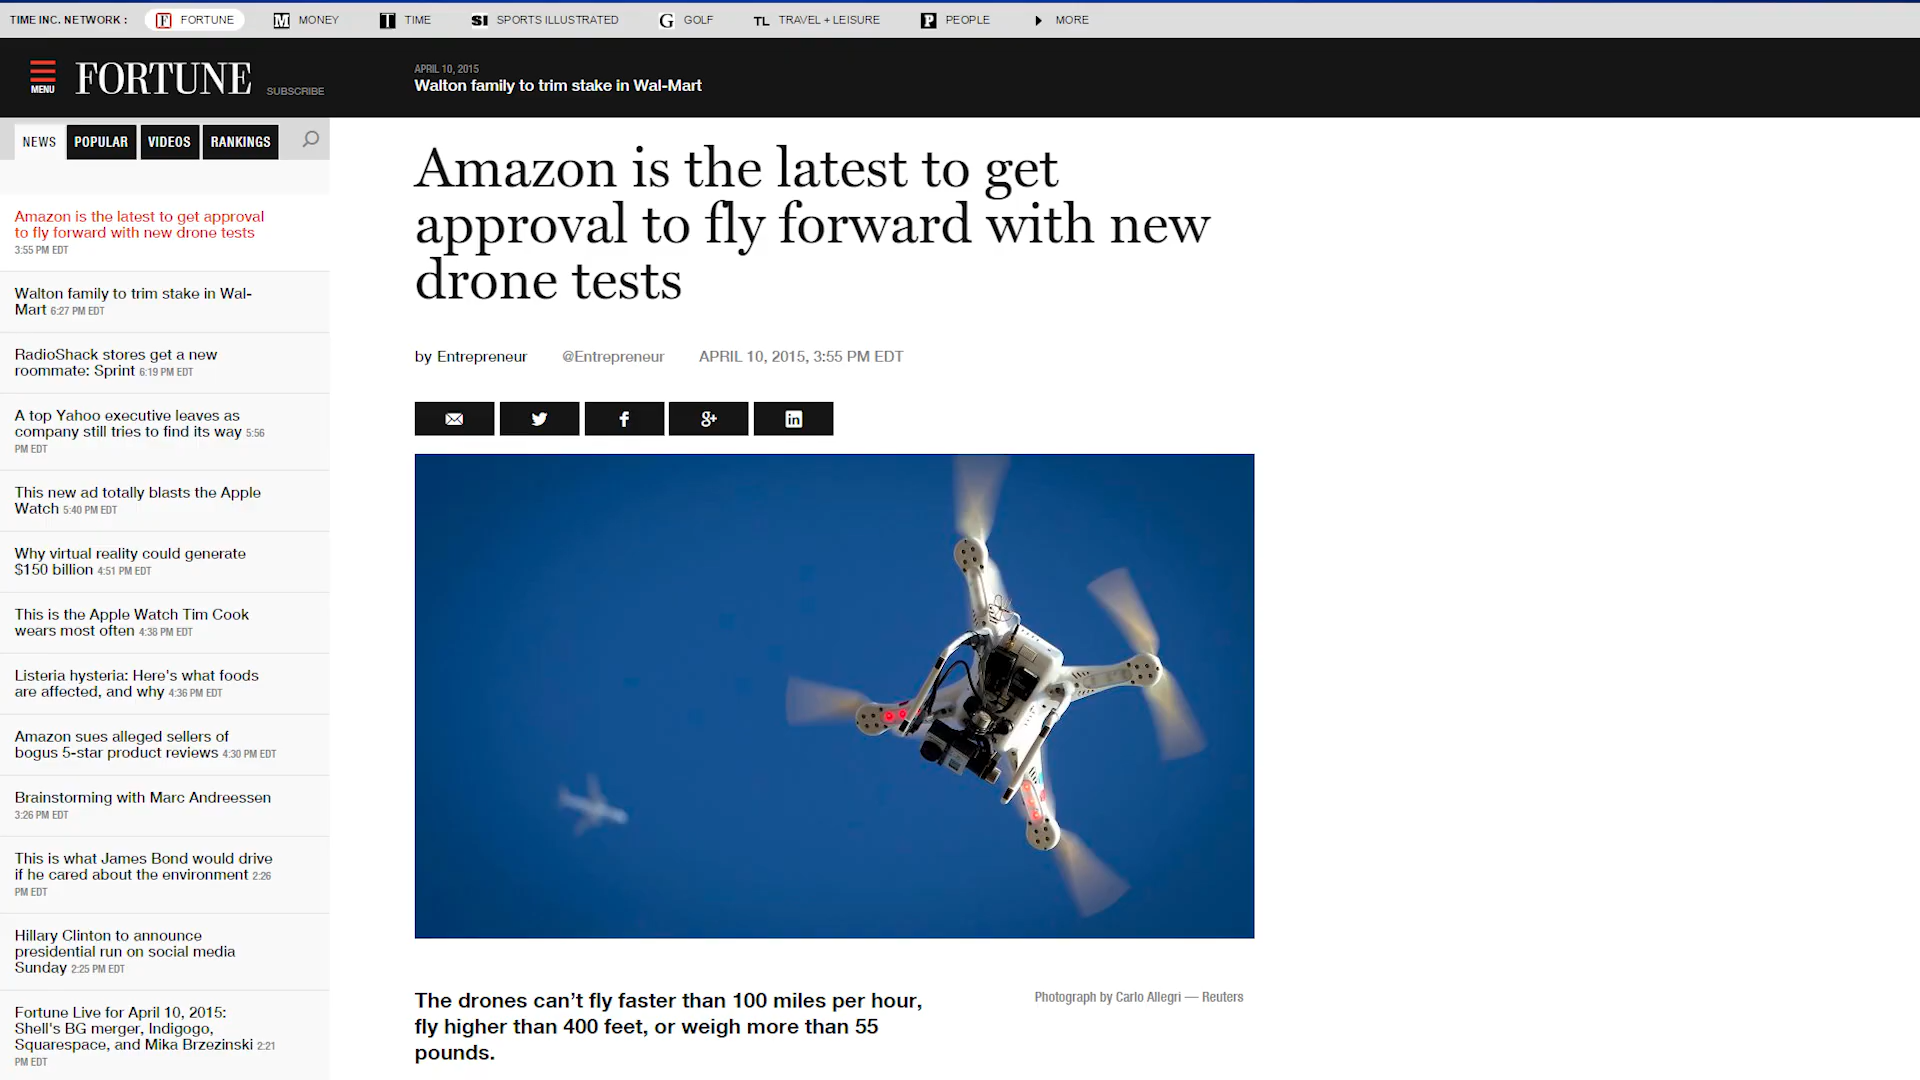 TIME INC. NETWORK :
FORTUNE
MONEY
TIME
SPORTS ILLUSTRATED
GOLF
TRAVEL + LEISURE
PEOPLE
MORE
MENU
FORTUNE
SUBSCRIBE
APRIL 10, 2015
Walton family to trim stake in Wal-Mart
NEWS
POPULAR
VIDEOS
RANKINGS
Amazon is the latest to get approval
to fly forward with new drone tests
3:55 PM EDT
Walton family to trim stake in Wal-
Mart 6:27 PM EDT
RadioShack stores get a new
roommate: Sprint 6:19 PM EDT
A top Yahoo executive leaves as
company still tries to find its way 5:56
PM EDT
This new ad totally blasts the Apple
Watch 5:40 PM EDT
Why virtual reality could generate
$150 billion 4:51 PM EDT
This is the Apple Watch Tim Cook
wears most often 4:38 PM EDT
Listeria hysteria: Here's what foods
are affected, and why 4:36 PM EDT
Amazon sues alleged sellers of
bogus 5-star product reviews 4:30 PM EDT
Brainstorming with Marc Andreessen
3:26 PM EDT
This is what James Bond would drive
if he cared about the environment 2:26
PM EDT
Hillary Clinton to announce
presidential run on social media
Sunday 2:25 PM EDT
Fortune Live for April 10, 2015:
Shell's BG merger, Indigogo,
Squarespace, and Mika Brzezinski 2:21
PM EDT
Amazon is the latest to get
approval to fly forward with new
drone tests
by Entrepreneur
@Entrepreneur
APRIL 10, 2015, 3:55 PM EDT
The drones can’t fly faster than 100 miles per hour,
fly higher than 400 feet, or weigh more than 55
pounds.
Photograph by Carlo Allegri — Reuters